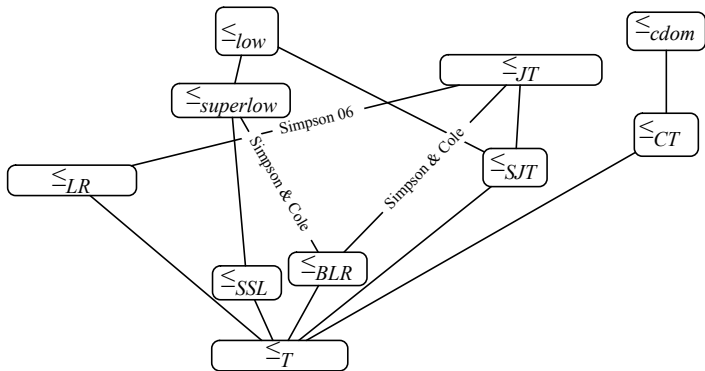 ≤low
≤cdom
≤JT
≤superlow
Simpson 06
≤CT
Simpson & Cole
Simpson & Cole
≤LR
≤SJT
≤SSL
≤BLR
≤T